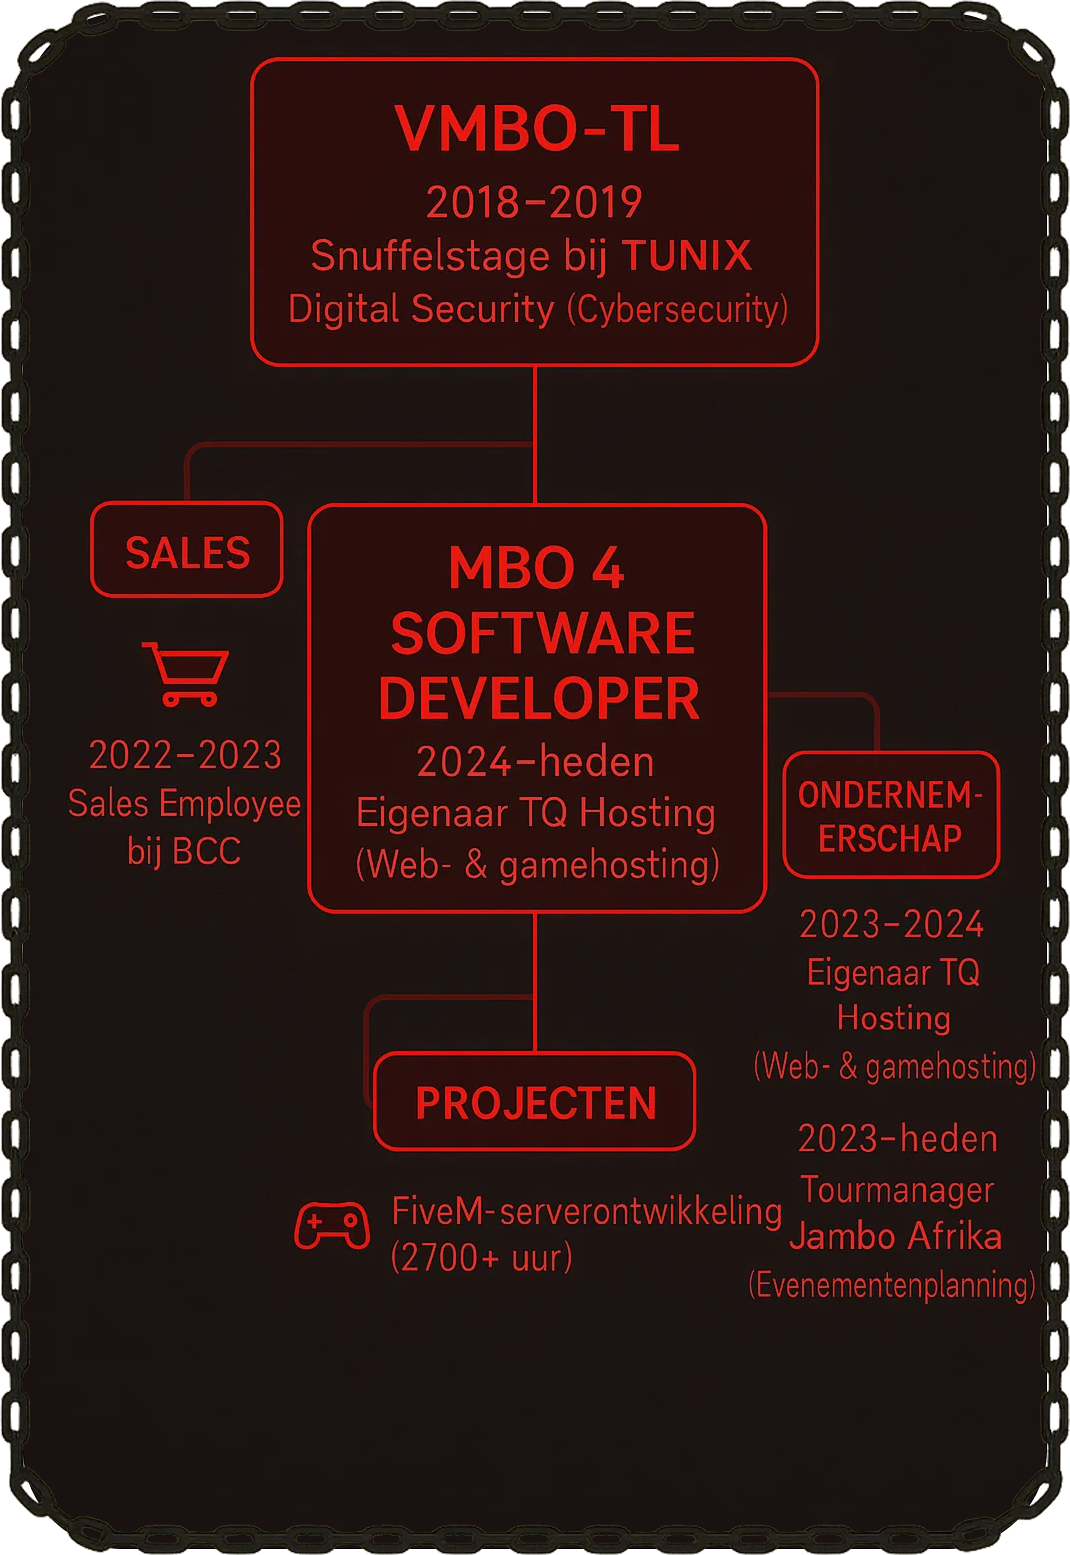 VMBO-TL
2018–2019
Snuffelstage bij TUNIX
Digital Security (Cybersecurity)
SALES
2022–2023
Sales Employee
bij BCC
MBO 4
SOFTWARE
DEVELOPER
2024–heden
Eigenaar TQ Hosting
(Web- & gamehosting)
ONDERNEM-
ERSCHAP
2023–2024
Eigenaar TQ
Hosting
(Web- & gamehosting)
2023–heden
Tourmanager
Jambo Afrika
(Evenementenplanning)
PROJECTEN
FiveM-serverontwikkeling
(2700+ uur)